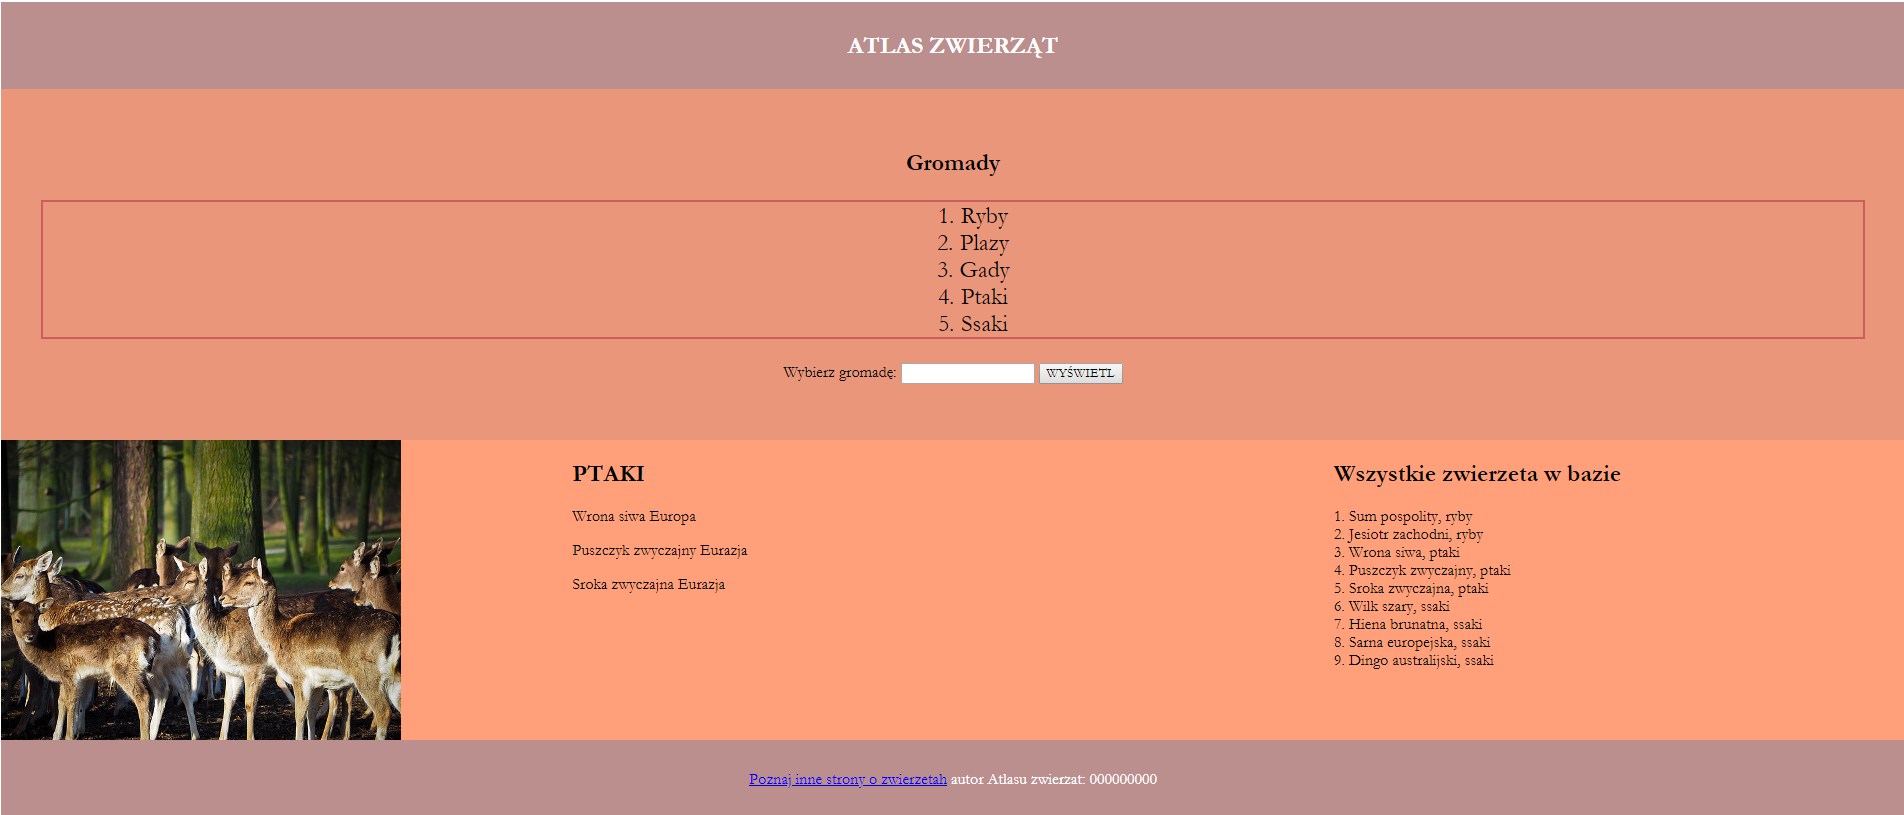 ATLAS ZWIERZĄT
Gromady
1. Ryby
2. Plazy
3. Gady
4. Ptaki
5. Ssaki
Wybierz gromadę: WYŚWIETL
PTAKI
Wrona siwa Europa
Puszczyk zwyczajny Eurazja
Sroka zwyczajna Eurazja
Wszystkie zwierzeta w bazie
1. Sum pospolity, ryby
2. Jesiotr zachodni, ryby
3. Wrona siwa, ptaki
4. Puszczyk zwyczajny, ptaki
5. Sroka zwyczajna, ptaki
6. Wilk szary, ssaki
7. Hiena brunatna, ssaki
8. Sarna europejska, ssaki
9. Dingo australijski, ssaki
Poznaj inne strony o zwierzetah autor Atlasu zwierzat: 000000000